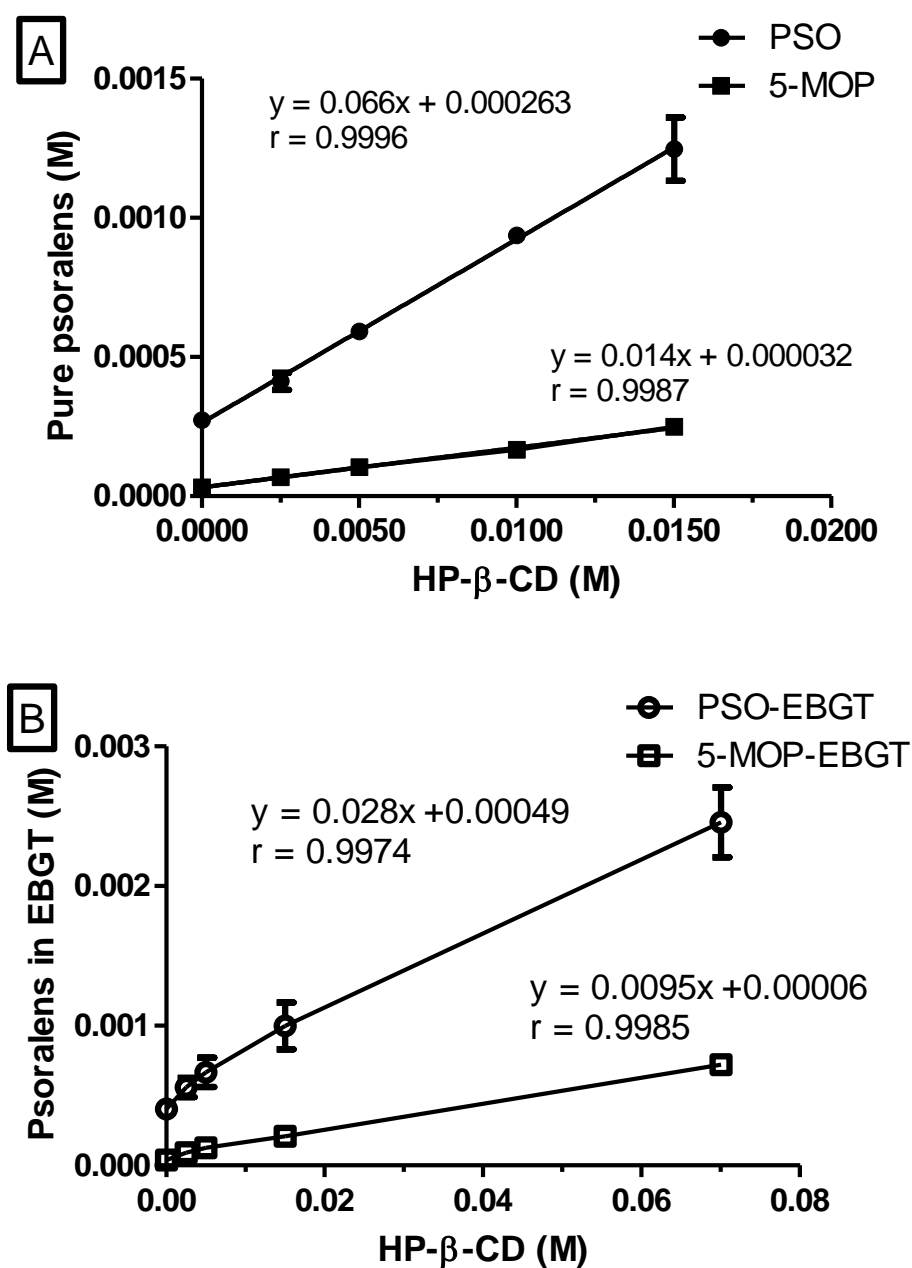 A
PSO
5-MOP
y = 0.066x + 0.000263
r = 0.9996
y = 0.014x + 0.000032
r = 0.9987
Pure psoralens (M)
0.0015
0.0010
0.0005
0.0000
0.0000 0.0050 0.0100 0.0150 0.0200
HP-β-CD (M)
B
PSO-EBGT
5-MOP-EBGT
y = 0.028x +0.00049
r = 0.9974
y = 0.0095x +0.00006
r = 0.9985
Psoralens in EBGT (M)
0.003
0.002
0.001
0.000
0.00 0.02 0.04 0.06 0.08
HP-β-CD (M)